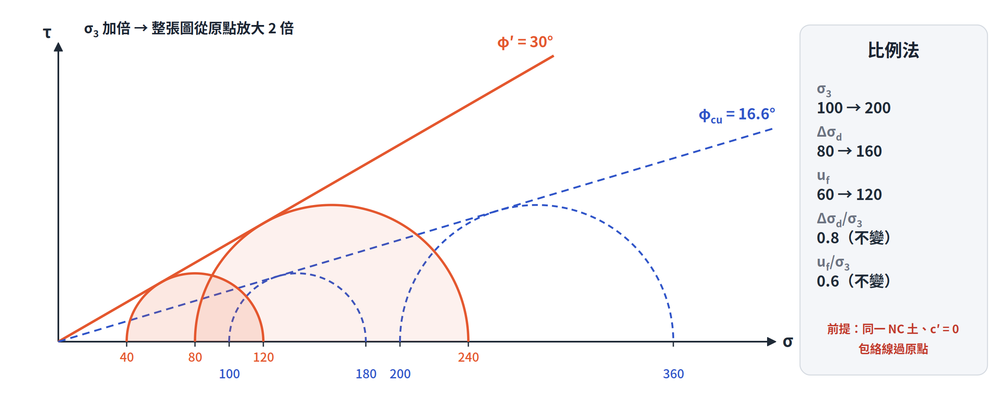 τ
σ₃ 加倍 → 整張圖從原點放大 2 倍
ϕ′ = 30°
ϕcu = 16.6°
σ
40
80
120
240
100
180
200
360
比例法
σ₃
100 → 200
Δσd
80 → 160
uf
60 → 120
Δσd/σ₃
0.8（不變）
uf/σ₃
0.6（不變）
前提：同一 NC 土、c′ = 0
包絡線過原點